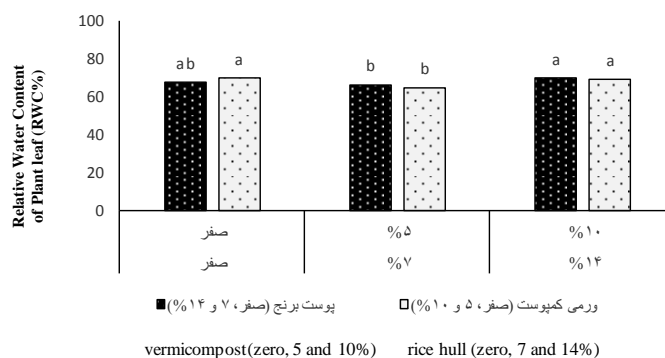 Relative Water Content
of Plant leaf (RWC%)
100
80
60
40
20
0
ab
a
b
b
a
a
صفر
%۵
%۱۰
صفر
%۷
%۱۴
پوست برنج (صفر، ۷ و ۱۴%)
ورمی کمپوست (صفر، ۵ و ۱۰%)
vermicompost(zero, 5 and 10%) rice hull (zero, 7 and 14%)